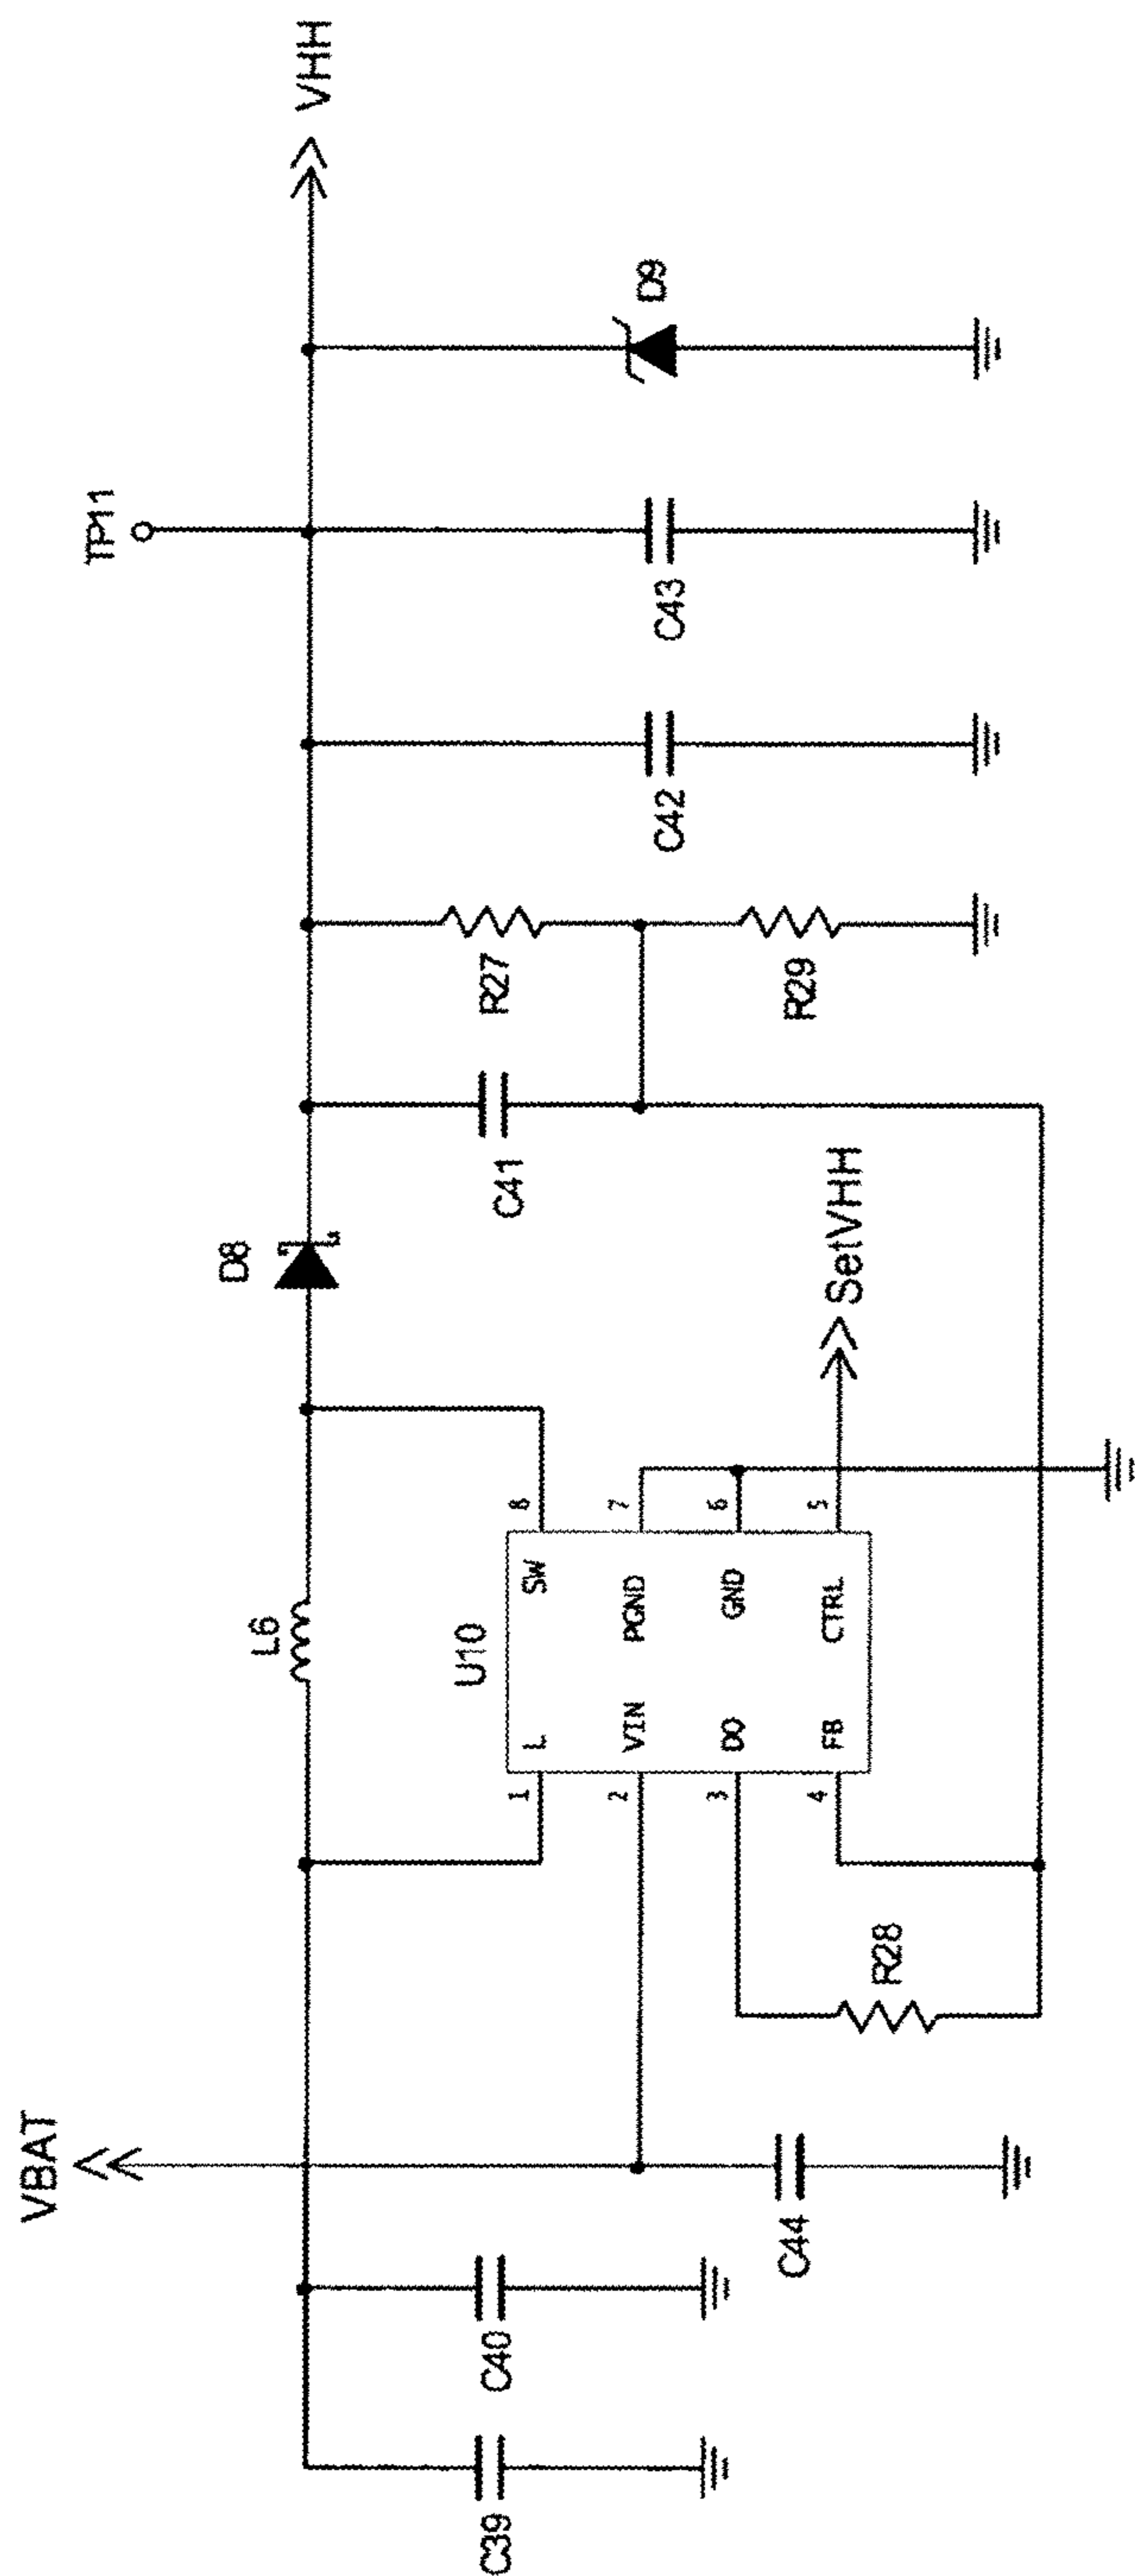 VBAT
VHH
TP11
L6
D8
U10
1
L
SW
8
2
VIN
PGND
7
3
DO
GND
6
4
FB
CTRL
5
SetVHH
C39
C40
C44
R28
C41
R27
R29
C42
C43
D9